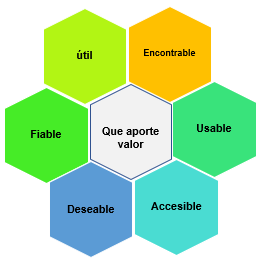 útil
Encontrable
Fiable
Que aporte
valor
Usable
Deseable
Accesible